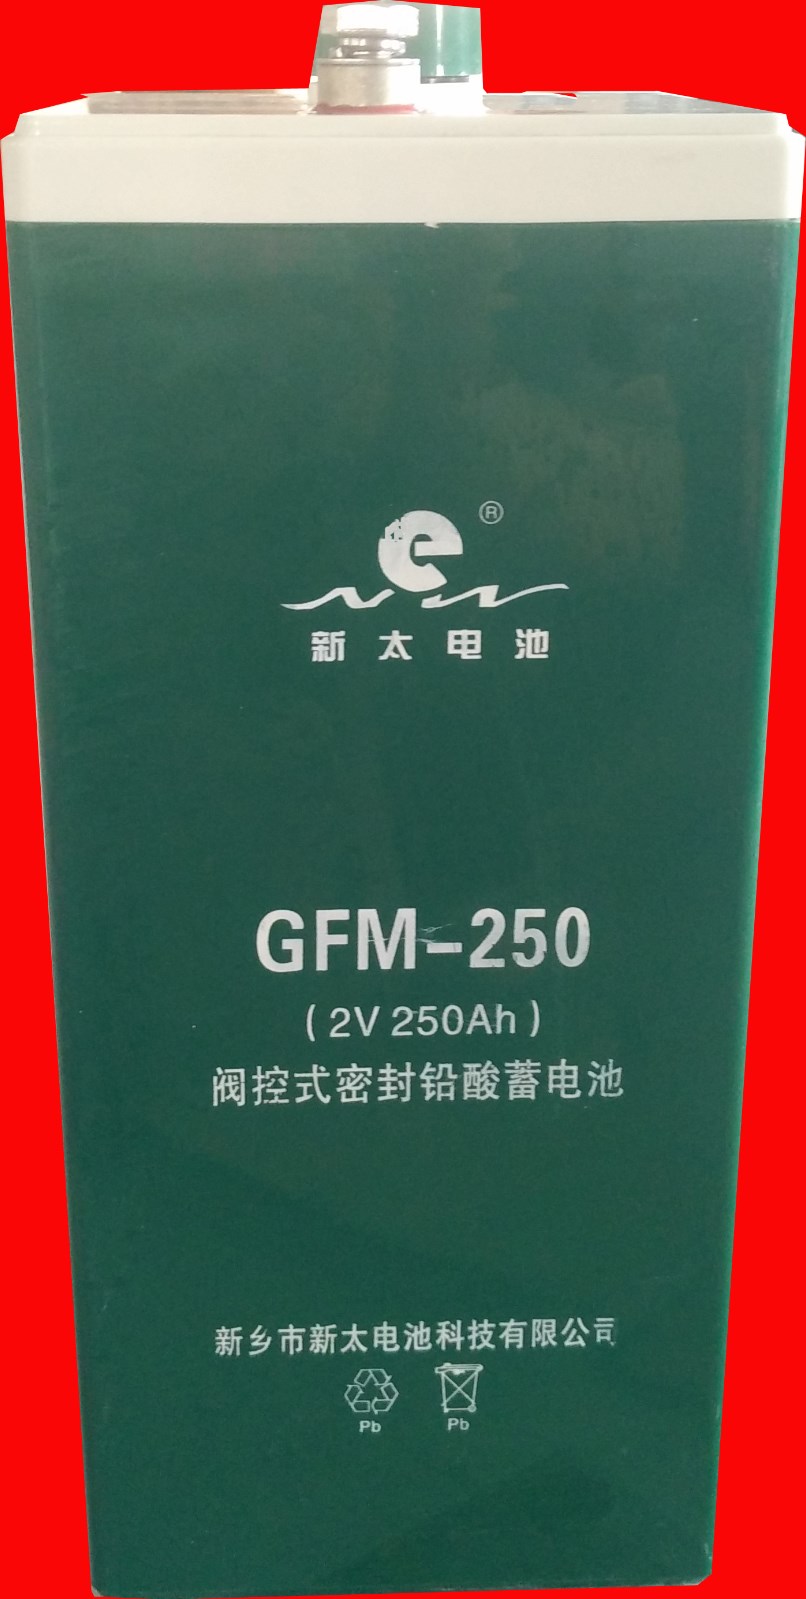 ®
新太电池
GFM-250
(2V 250Ah)
阀控式密封铅酸蓄电池
新乡市新太电池科技有限公司
Pb Pb